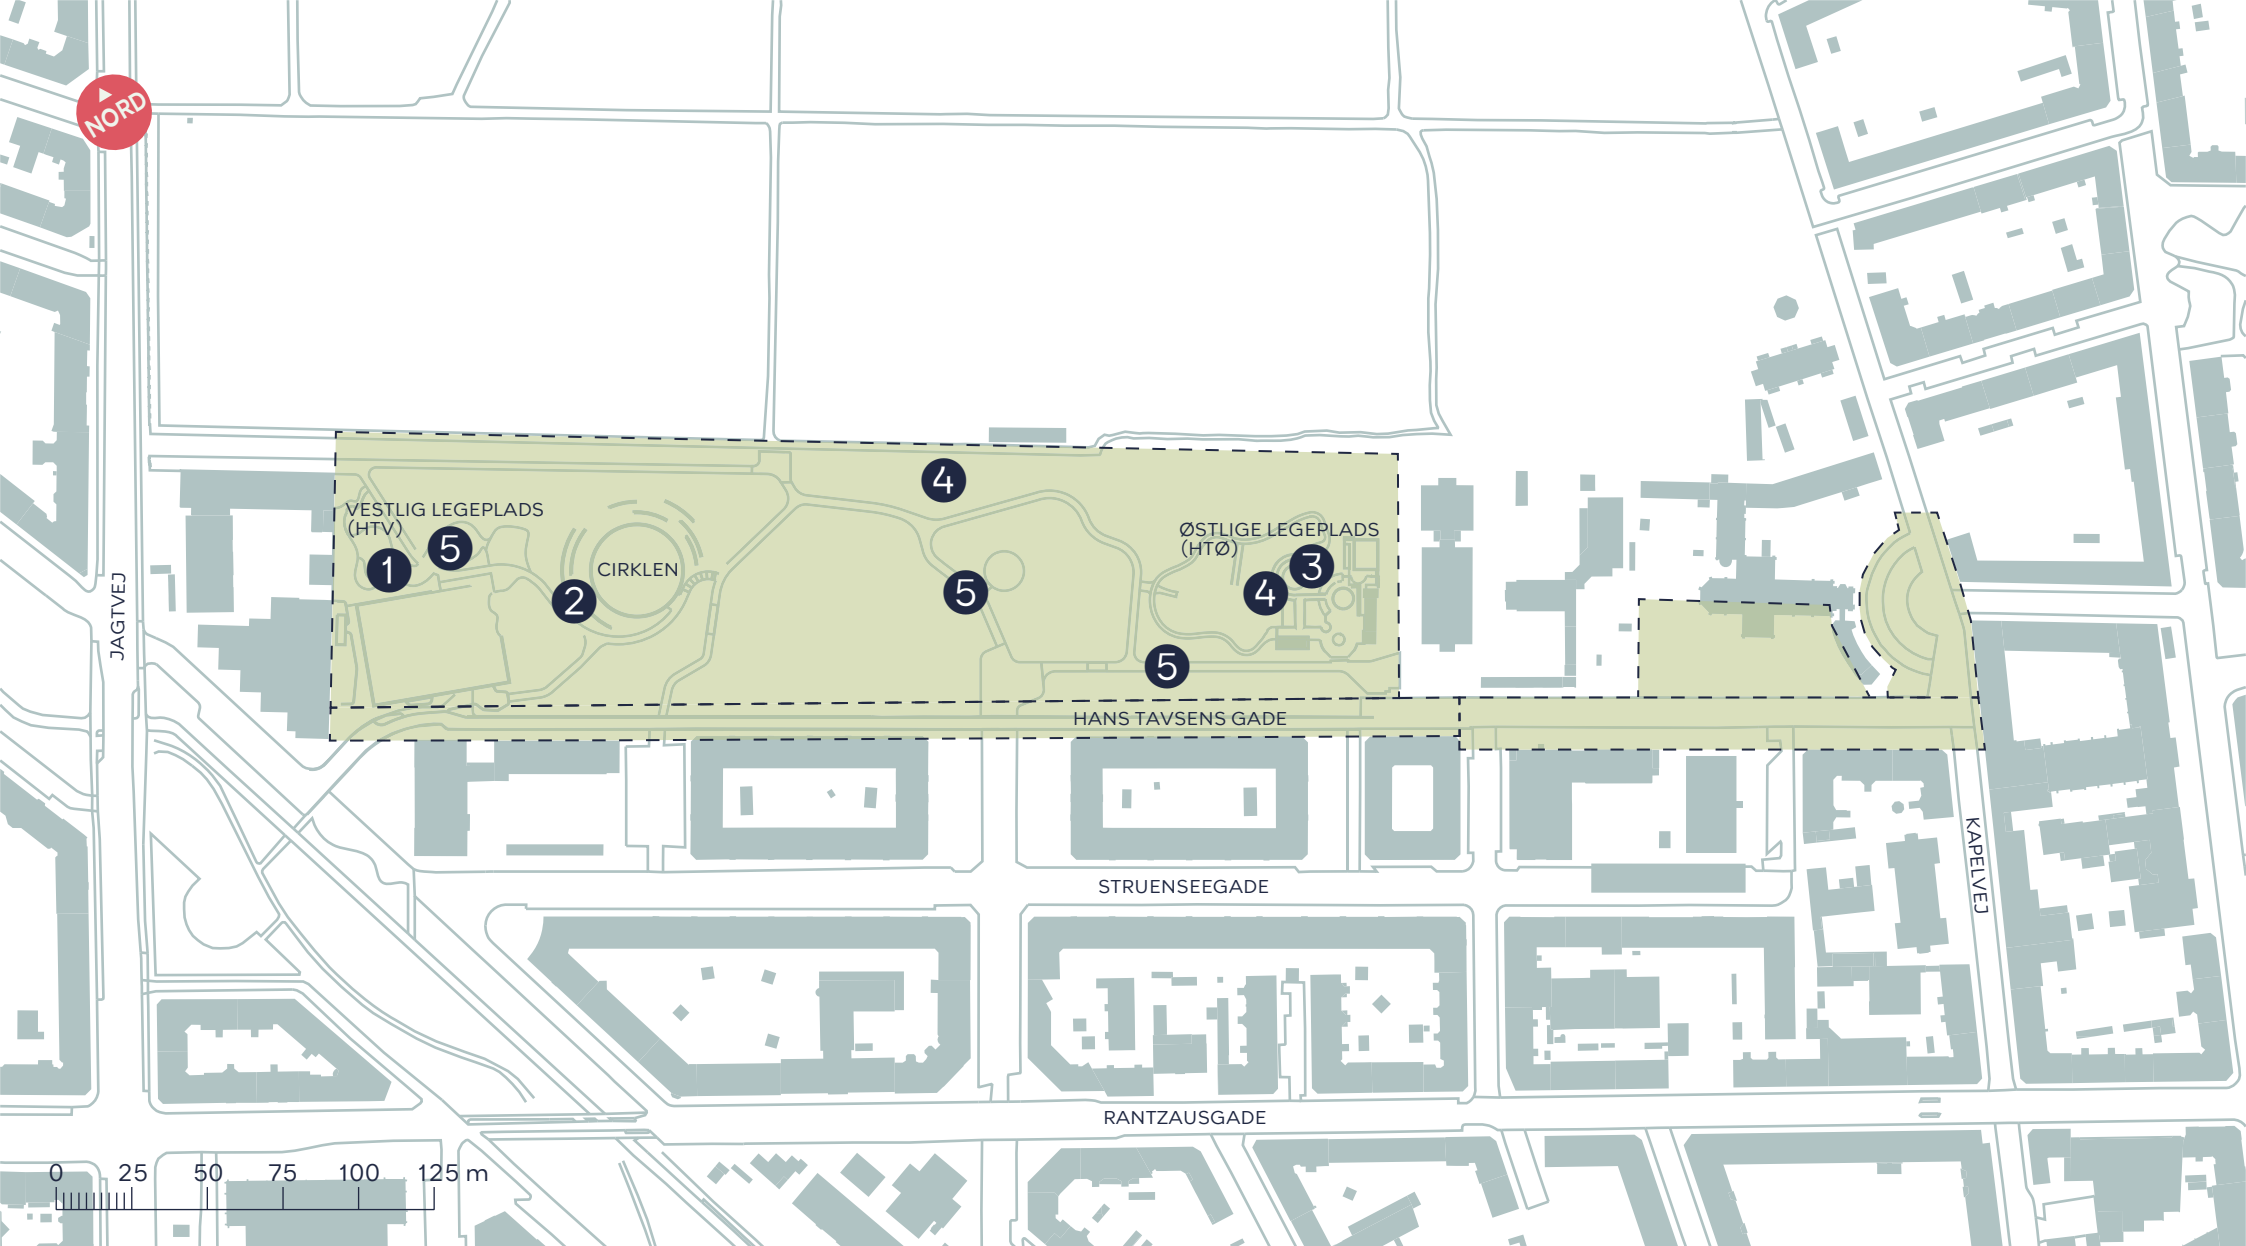 NORD
4
VESTLIG LEGEPLADS
(HTV)
5
1
2
CIRKLEN
5
ØSTLIGE LEGEPLADS
(HTØ)
3
4
5
JAGTVEJ
HANS TAVSENS GADE
KAPELVEJ
STRUENSEEGADE
RANTZAUSGADE
0 25 50 75 100 125 m